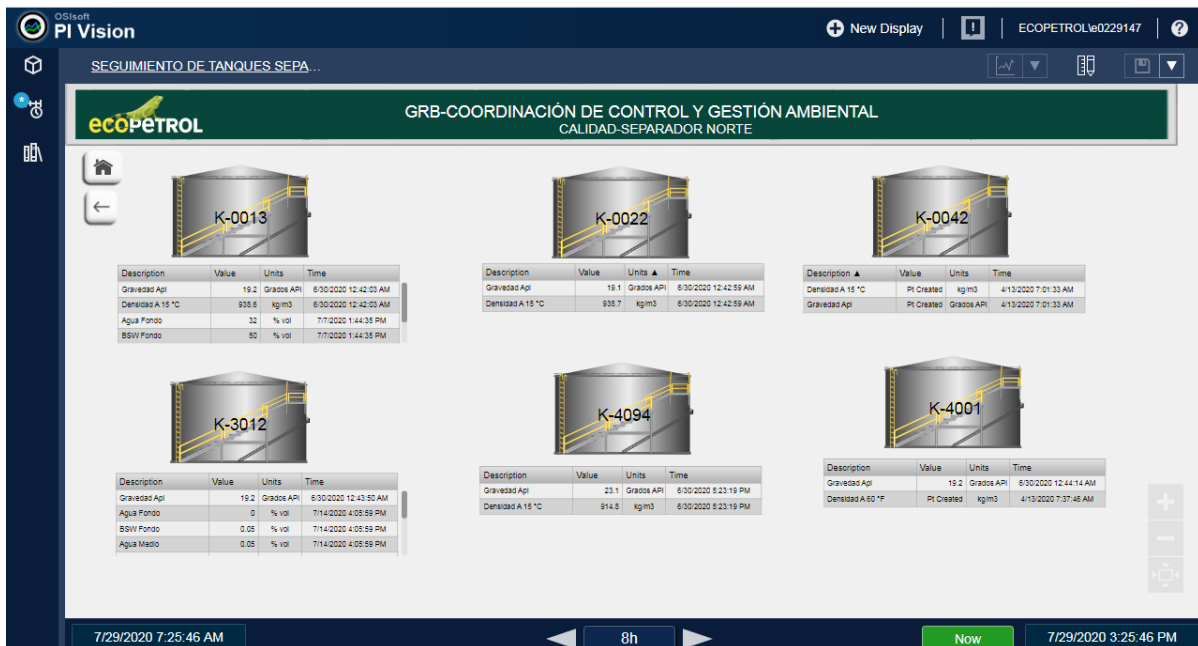 OSIsoft
PI Vision
New Display
ECOPETROL\e0229147
?
SEGUIMIENTO DE TANQUES SEPA...
ecopetrol
GRB-COORDINACIÓN DE CONTROL Y GESTIÓN AMBIENTAL
CALIDAD-SEPARADOR NORTE
K-0013
Description Value Units Time
Gravedad Api 19.2 Grados API 6/30/2020 12:42:03 AM
Densidad A 15 °C 938.6 kg/m3 6/30/2020 12:42:03 AM
Agua Fondo 32 % vol 7/7/2020 1:44:35 PM
BSW Fondo 50 % vol 7/7/2020 1:44:35 PM
K-0022
Description Value Units ▲ Time
Gravedad Api 19.1 Grados API 6/30/2020 12:42:59 AM
Densidad A 15 °C 938.7 kg/m3 6/30/2020 12:42:59 AM
K-0042
Description ▲ Value Units Time
Densidad A 15 °C Pt Created kg/m3 4/13/2020 7:01:33 AM
Gravedad Api Pt Created Grados API 4/13/2020 7:01:33 AM
K-3012
Description Value Units Time
Gravedad Api 19.2 Grados API 6/30/2020 12:43:50 AM
Agua Fondo 0 % vol 7/14/2020 4:05:59 PM
BSW Fondo 0.05 % vol 7/14/2020 4:05:59 PM
Agua Medio 0.05 % vol 7/14/2020 4:05:59 PM
K-4094
Description Value Units Time
Gravedad Api 23.1 Grados API 6/30/2020 5:23:19 PM
Densidad A 15 °C 914.8 kg/m3 6/30/2020 5:23:19 PM
K-4001
Description Value Units Time
Gravedad Api 19.2 Grados API 6/30/2020 12:44:14 AM
Densidad A 60 °F Pt Created kg/m3 4/13/2020 7:37:46 AM
7/29/2020 7:25:46 AM
8h
Now
7/29/2020 3:25:46 PM